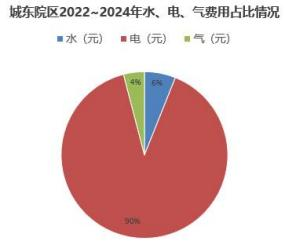 城东院区2022~2024年水、电、气费用占比情况
水（元） 电（元） 气（元）
4% 6%
90%